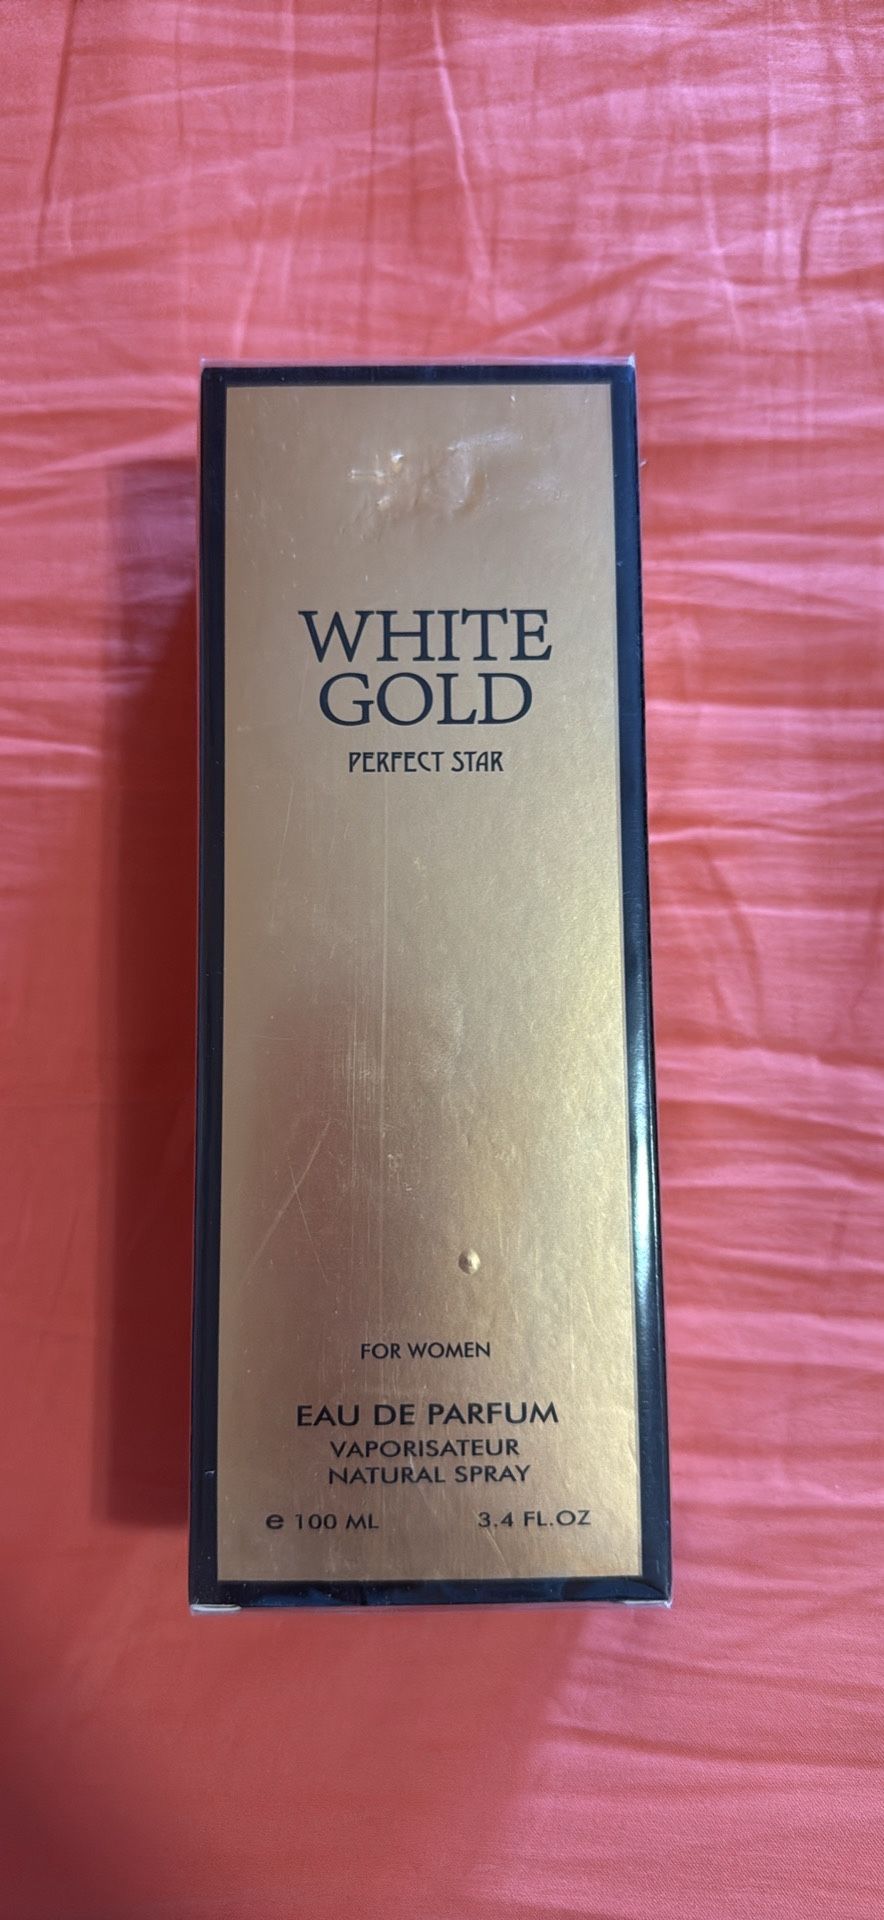 WHITE
GOLD
PERFECT STAR
FOR WOMEN
EAU DE PARFUM
VAPORISATEUR
NATURAL SPRAY
℮ 100 ML 3.4 FL.OZ